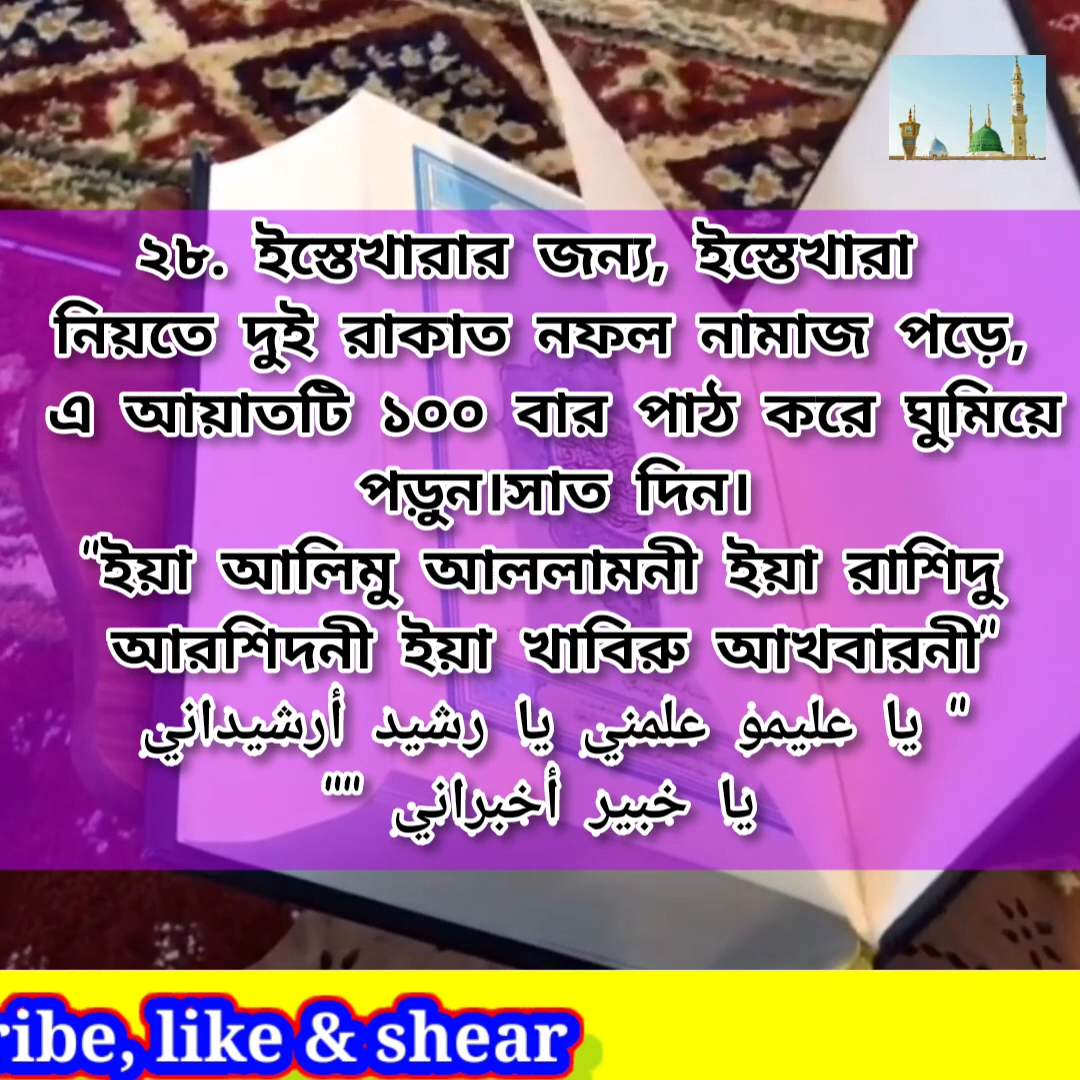 ২৮. ইস্তেখারার জন্য, ইস্তেখারা
নিয়তে দুই রাকাত নফল নামাজ পড়ে,
এ আয়াতটি ১০০ বার পাঠ করে ঘুমিয়ে
পড়ুন।সাত দিন।
"ইয়া আলিমু আললামনী ইয়া রাশিদু
আরশিদনী ইয়া খাবিরু আখবারনী"
" يا عليمو علمني يا رشيد أرشيداني
يا خبير أخبراني ""
ribe, like & shear